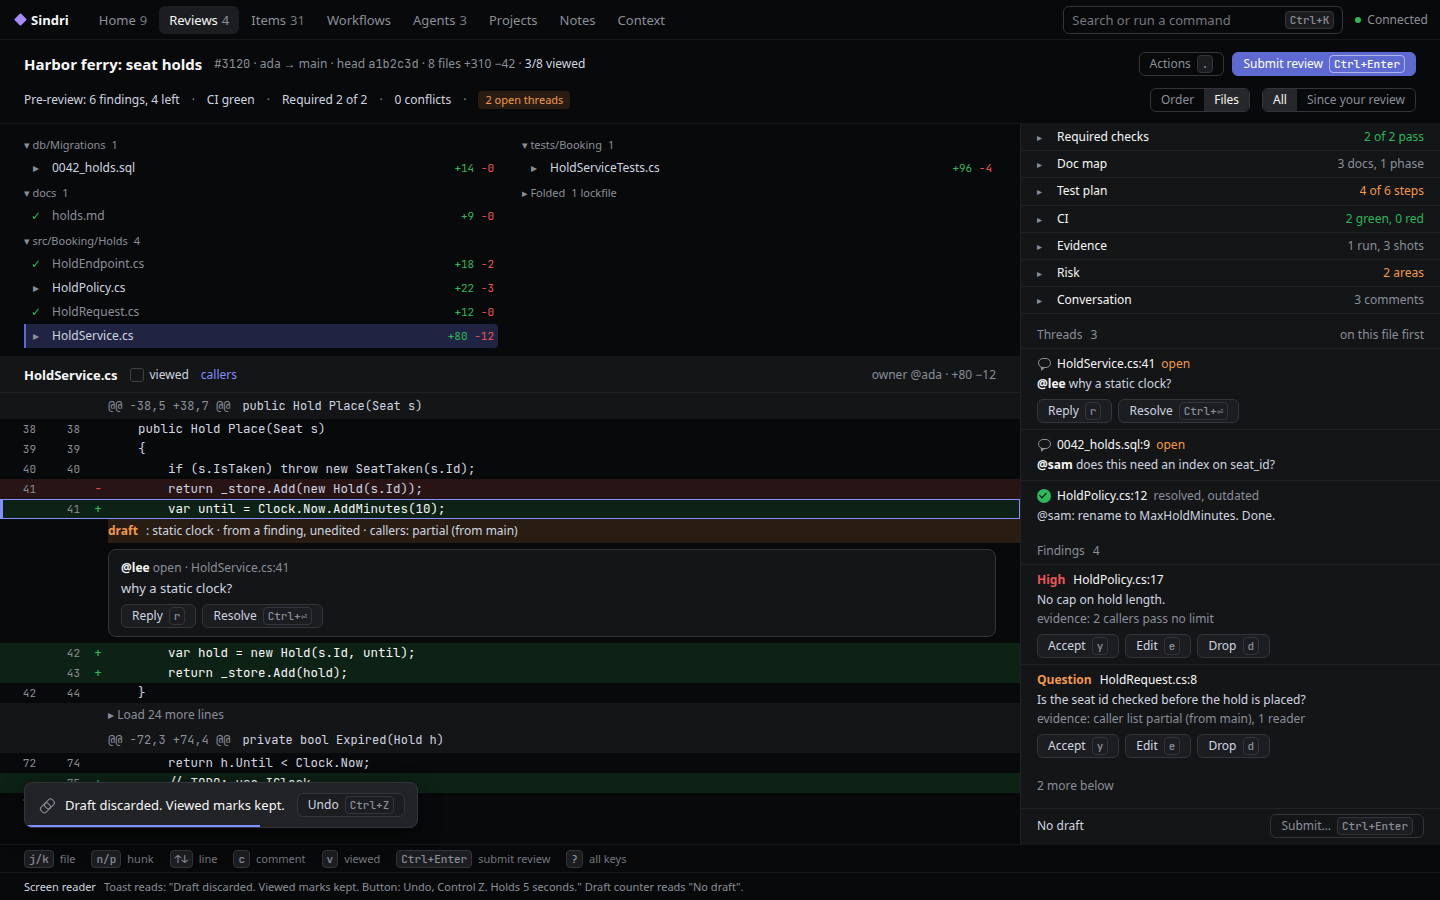 Sindri Home 9 Reviews 4 Items 31 Workflows Agents 3 Projects Notes Context Search or run a command Ctrl+K Connected
Harbor ferry: seat holds #3120 · ada → main · head a1b2c3d · 8 files +310 −42 · 3/8 viewed Actions . Submit review Ctrl+Enter
Pre-review: 6 findings, 4 left · CI green · Required 2 of 2 · 0 conflicts · 2 open threads Order Files All Since your review
▾ db/Migrations 1
▸ 0042_holds.sql +14 -0
▾ docs 1
✓ holds.md +9 -0
▾ src/Booking/Holds 4
✓ HoldEndpoint.cs +18 -2
▸ HoldPolicy.cs +22 -3
✓ HoldRequest.cs +12 -0
▸ HoldService.cs +80 -12
▾ tests/Booking 1
▸ HoldServiceTests.cs +96 -4
▸ Folded 1 lockfile
HoldService.cs viewed callers owner @ada · +80 −12
@@ -38,5 +38,7 @@ public Hold Place(Seat s)
38 38 public Hold Place(Seat s)
39 39 {
40 40 if (s.IsTaken) throw new SeatTaken(s.Id);
41 - return _store.Add(new Hold(s.Id));
41 + var until = Clock.Now.AddMinutes(10);
draft : static clock · from a finding, unedited · callers: partial (from main)
@lee open · HoldService.cs:41
why a static clock?
Reply r Resolve Ctrl+⏎
42 + var hold = new Hold(s.Id, until);
43 + return _store.Add(hold);
42 44 }
▸ Load 24 more lines
@@ -72,3 +74,4 @@ private bool Expired(Hold h)
72 74 return h.Until < Clock.Now;
Draft discarded. Viewed marks kept. Undo Ctrl+Z
▸ Required checks 2 of 2 pass
▸ Doc map 3 docs, 1 phase
▸ Test plan 4 of 6 steps
▸ CI 2 green, 0 red
▸ Evidence 1 run, 3 shots
▸ Risk 2 areas
▸ Conversation 3 comments
Threads 3 on this file first
HoldService.cs:41 open
@lee why a static clock?
Reply r Resolve Ctrl+⏎
0042_holds.sql:9 open
@sam does this need an index on seat_id?
HoldPolicy.cs:12 resolved, outdated
@sam: rename to MaxHoldMinutes. Done.
Findings 4
High HoldPolicy.cs:17
No cap on hold length.
evidence: 2 callers pass no limit
Accept y Edit e Drop d
Question HoldRequest.cs:8
Is the seat id checked before the hold is placed?
evidence: caller list partial (from main), 1 reader
Accept y Edit e Drop d
2 more below
No draft Submit... Ctrl+Enter
j/k file n/p hunk ↑↓ line c comment v viewed Ctrl+Enter submit review ? all keys
Screen reader Toast reads: "Draft discarded. Viewed marks kept. Button: Undo, Control Z. Holds 5 seconds." Draft counter reads "No draft".